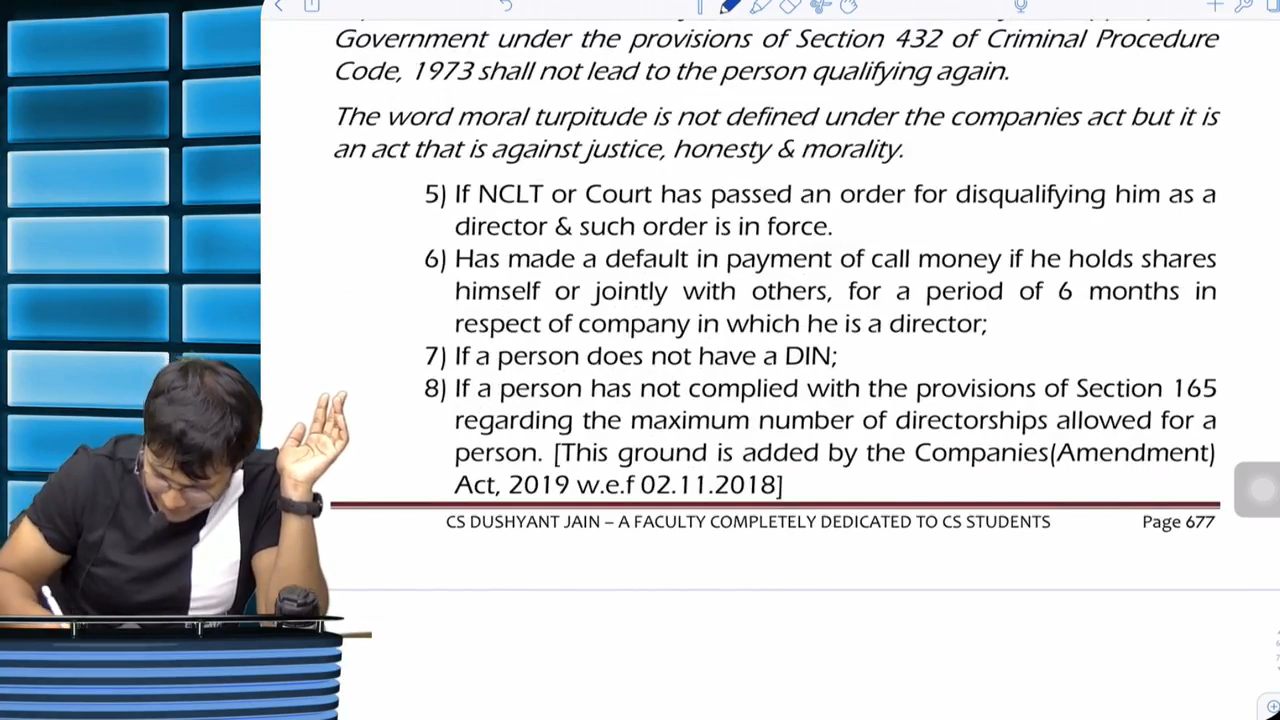 Government under the provisions of Section 432 of Criminal Procedure
Code, 1973 shall not lead to the person qualifying again.
The word moral turpitude is not defined under the companies act but it is
an act that is against justice, honesty & morality.
5) If NCLT or Court has passed an order for disqualifying him as a
director & such order is in force.
6) Has made a default in payment of call money if he holds shares
himself or jointly with others, for a period of 6 months in
respect of company in which he is a director;
7) If a person does not have a DIN;
8) If a person has not complied with the provisions of Section 165
regarding the maximum number of directorships allowed for a
person. [This ground is added by the Companies(Amendment)
Act, 2019 w.e.f 02.11.2018]
CS DUSHYANT JAIN – A FACULTY COMPLETELY DEDICATED TO CS STUDENTS Page 677